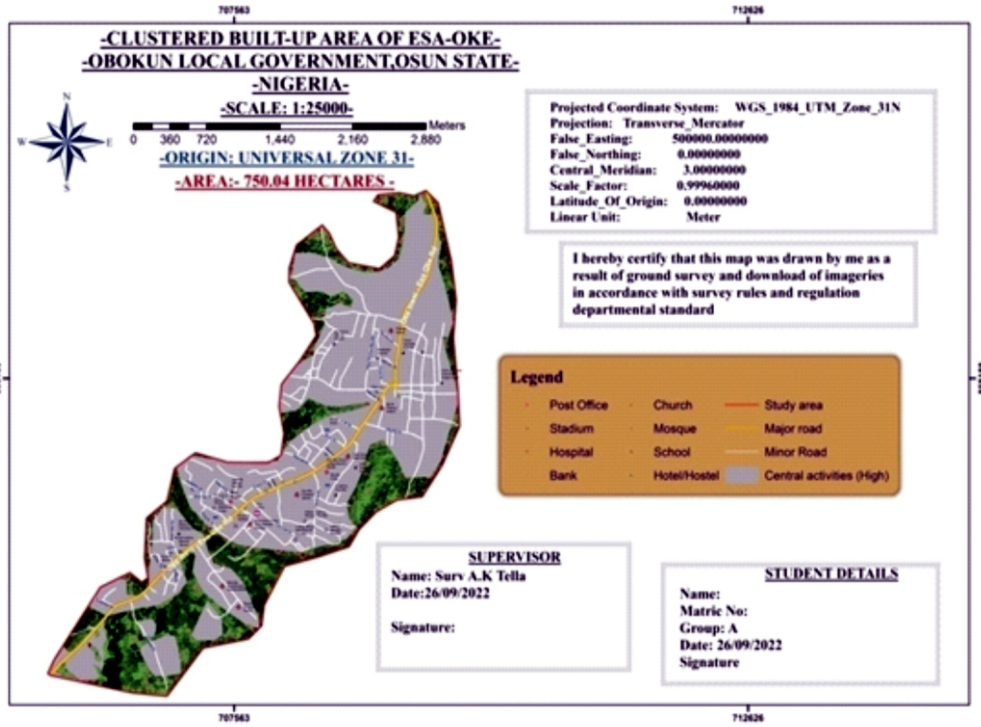 707563 712626
-CLUSTERED BUILT-UP AREA OF ESA-OKE-
-OBOKUN LOCAL GOVERNMENT,OSUN STATE-
-NIGERIA-
-SCALE: 1:25000-
N
W E
S
Meters
0 360 720 1,440 2,160 2,880
-ORIGIN: UNIVERSAL ZONE 31-
-AREA:- 750.04 HECTARES -
Projected Coordinate System: WGS_1984_UTM_Zone_31N
Projection: Transverse_Mercator
False_Easting: 500000.00000000
False_Northing: 0.00000000
Central_Meridian: 3.00000000
Scale_Factor: 0.99960000
Latitude_Of_Origin: 0.00000000
Linear Unit: Meter
I hereby certify that this map was drawn by me as a
result of ground survey and download of imageries
in accordance with survey rules and regulation
departmental standard
Legend
Post Office Church Study area
Stadium Mosque Major road
Hospital School Minor Road
Bank Hotel/Hostel Central activities (High)
SUPERVISOR
Name: Surv A.K Tella
Date:26/09/2022
Signature:
STUDENT DETAILS
Name:
Matric No:
Group: A
Date: 26/09/2022
Signature
707563 712626